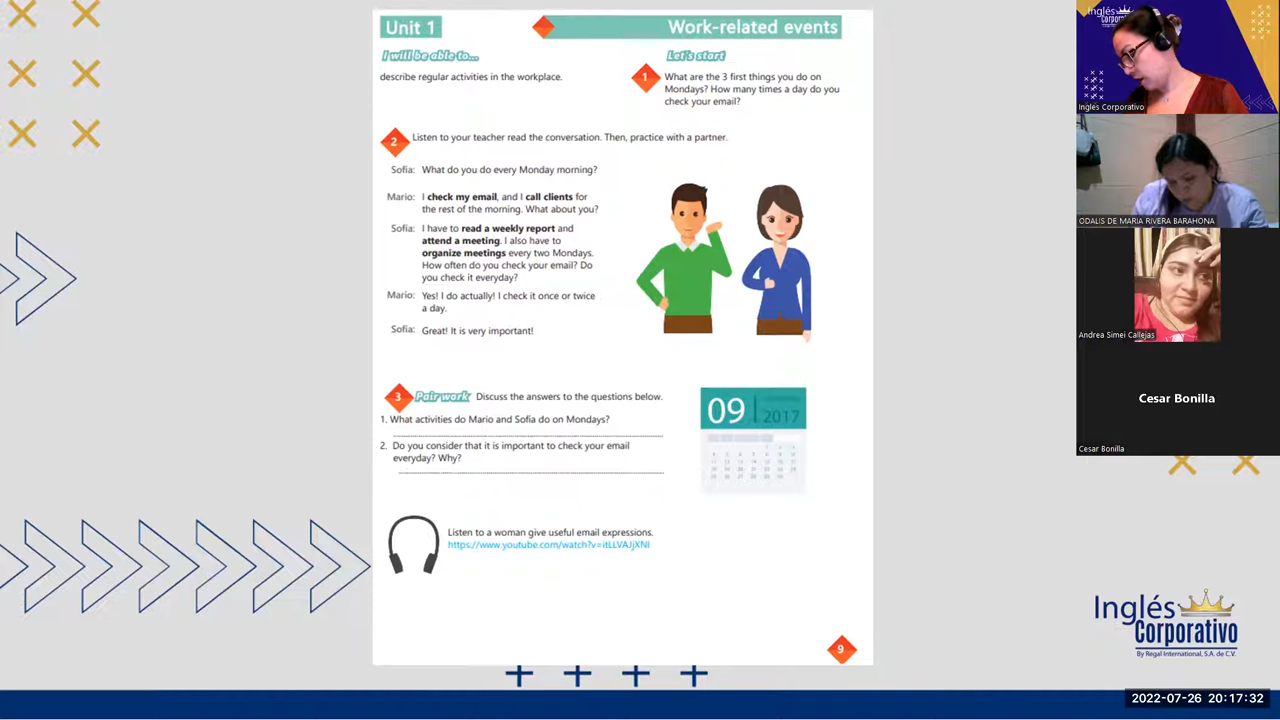 Unit 1
Work-related events
I will be able to...
describe regular activities in the workplace.
Let's start
1
What are the 3 first things you do on
Mondays? How many times a day do you
check your email?
2
Listen to your teacher read the conversation. Then, practice with a partner.
Sofia: What do you do every Monday morning?
Mario: I check my email, and I call clients for
the rest of the morning. What about you?
Sofia: I have to read a weekly report and
attend a meeting. I also have to
organize meetings every two Mondays.
How often do you check your email? Do
you check it everyday?
Mario: Yes! I do actually! I check it once or twice
a day.
Sofia: Great! It is very important!
3
Pair work Discuss the answers to the questions below.
1. What activities do Mario and Sofia do on Mondays?
2. Do you consider that it is important to check your email
everyday? Why?
09
2017
Listen to a woman give useful email expressions.
https://www.youtube.com/watch?v=itLLVAJjXNI
9
Inglés
Corporativo
Inglés Corporativo
ODALIS DE MARIA RIVERA BARAHONA
Andrea Simei Callejas
Cesar Bonilla
Cesar Bonilla
Inglés
Corporativo
By Regal International, S.A. de C.V.
2022-07-26 20:17:32